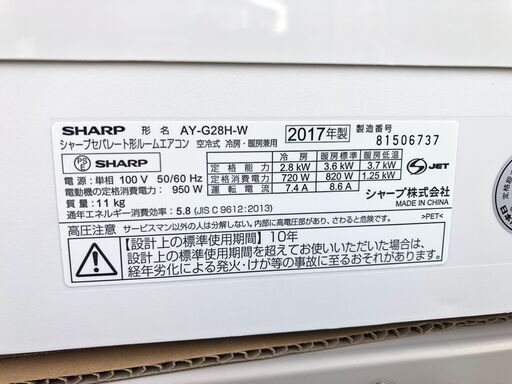 SHARP 形名 AY-G28H-W 2017年製 製造番号
シャープセパレート形ルームエアコン 空冷式 冷房・暖房兼用 81506737
PS E SHARP
冷房 暖房標準 暖房低温
定格能力 2.8 kW 3.6 kW 3.7 kW
電源:単相 100 V 50/60 Hz 定格消費電力 720 W 820 W 1.25 kW
電動機の定格消費電力: 950 W 運転電流 7.4 A 8.6 A
S JET
質量:11 kg
シャープ株式会社
通年エネルギー消費効率: 5.8 (JIS C 9612:2013)
MADE IN CHINA
高圧注意 サービスマン以外の人は分解しない。内部に高電圧部があり、さわると危険。
>PET<
【設計上の標準使用期間】10年
設計上の標準使用期間を超えてお使いいただいた場合は、
経年劣化による発火・けが等の事故に至るおそれがあります。